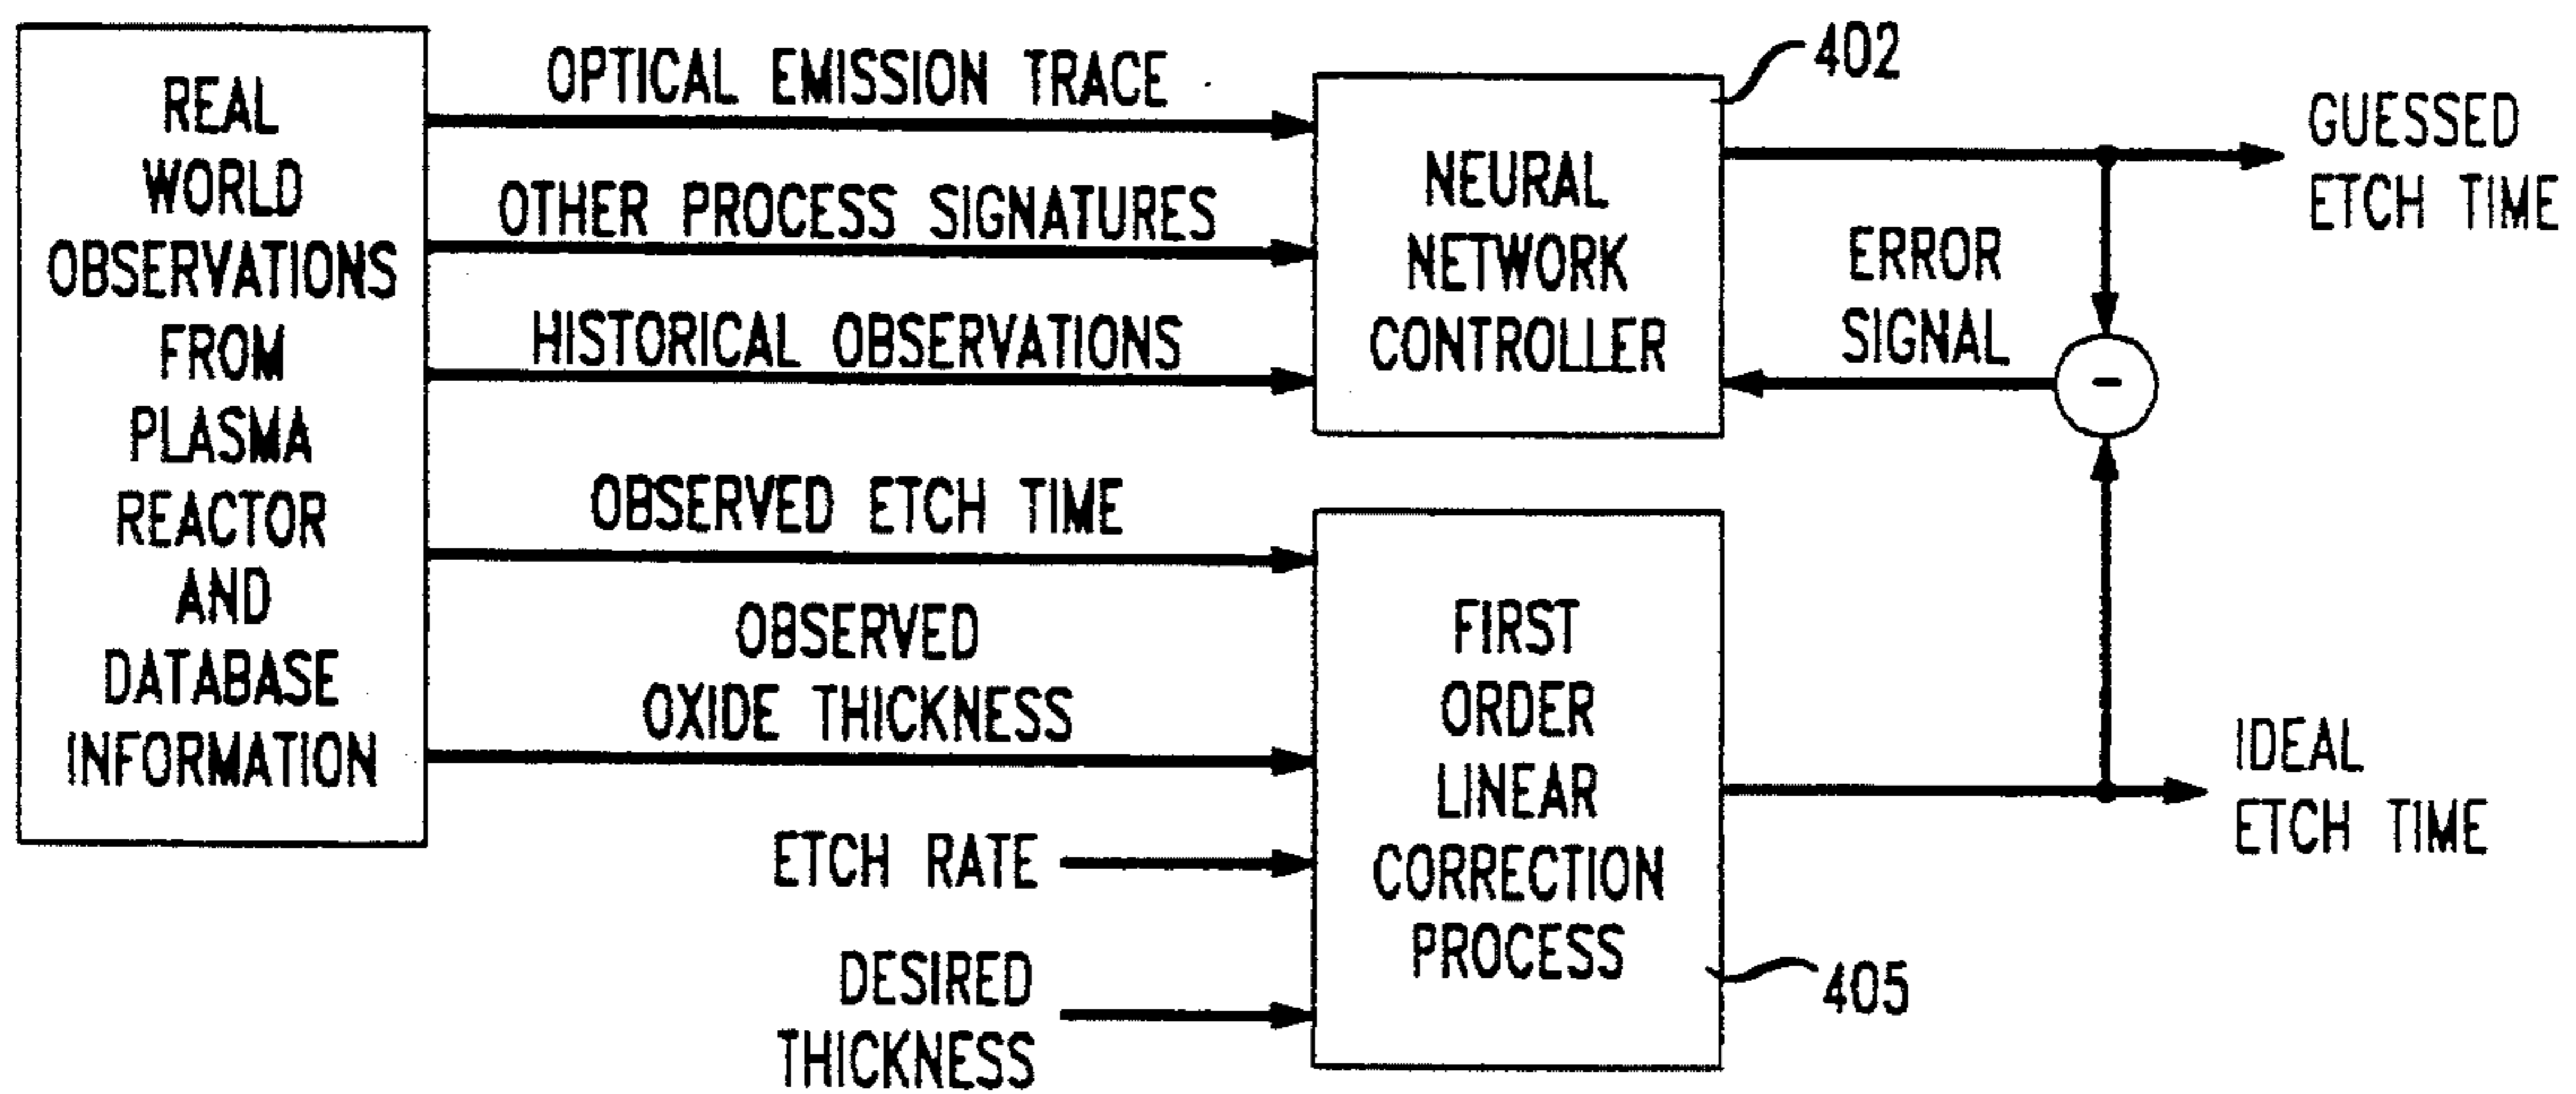 REAL
WORLD
OBSERVATIONS
FROM
PLASMA
REACTOR
AND
DATABASE
INFORMATION
OPTICAL EMISSION TRACE
OTHER PROCESS SIGNATURES
HISTORICAL OBSERVATIONS
OBSERVED ETCH TIME
OBSERVED
OXIDE THICKNESS
ETCH RATE
DESIRED
THICKNESS
402
NEURAL
NETWORK
CONTROLLER
FIRST
ORDER
LINEAR
CORRECTION
PROCESS
405
GUESSED
ETCH TIME
ERROR
SIGNAL
-
IDEAL
ETCH TIME